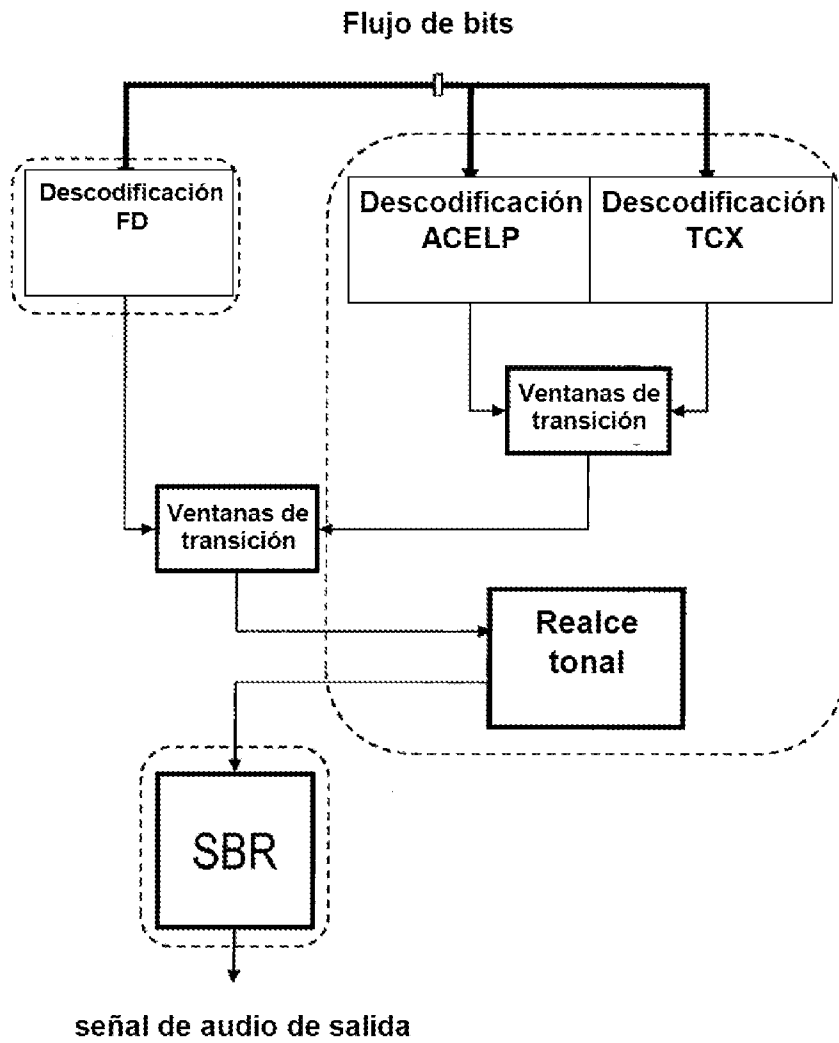 Flujo de bits
Descodificación
FD
Descodificación
ACELP
Descodificación
TCX
Ventanas de
transición
Ventanas de
transición
Realce
tonal
SBR
señal de audio de salida